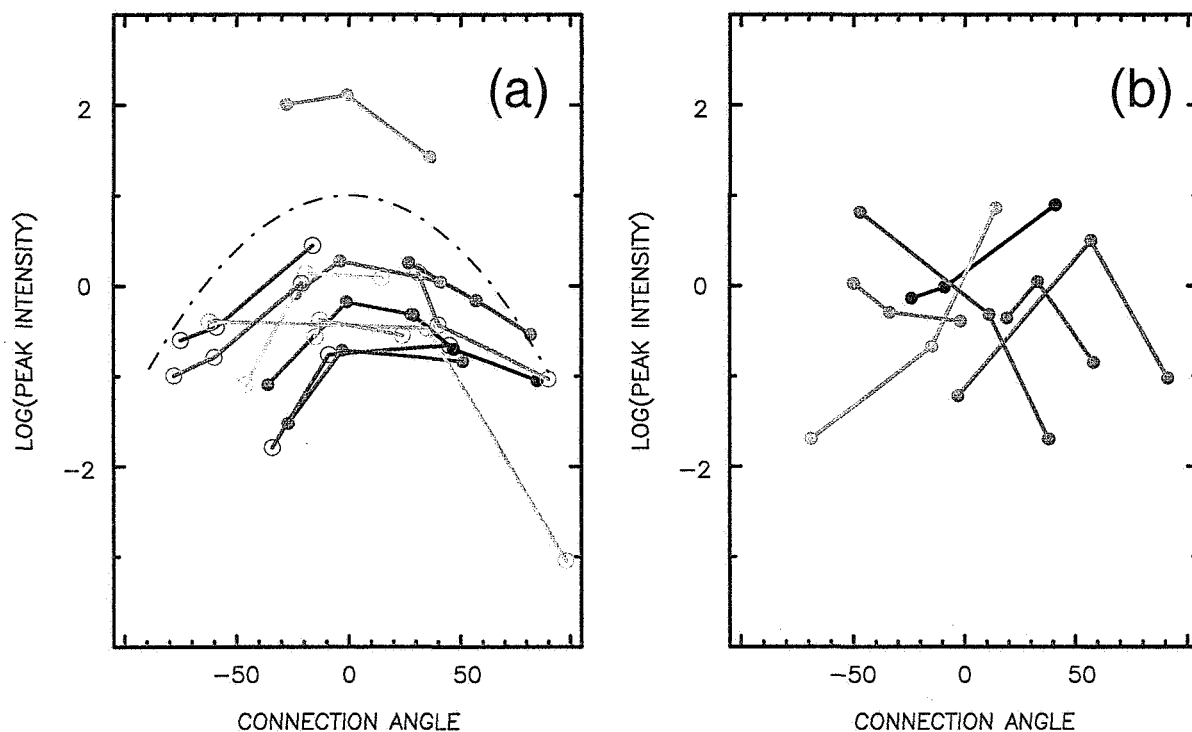 (a)
2
0
−2
LOG(PEAK INTENSITY)
−50 0 50
CONNECTION ANGLE
(b)
2
0
−2
LOG(PEAK INTENSITY)
−50 0 50
CONNECTION ANGLE